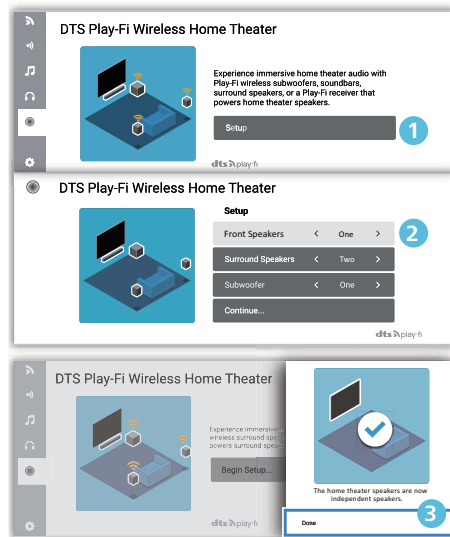 DTS Play-Fi Wireless Home Theater
Experience immersive home theater audio with
Play-Fi wireless subwoofers, soundbars,
surround speakers, or a Play-Fi receiver that
powers home theater speakers.
Setup
1
dts play-fi
DTS Play-Fi Wireless Home Theater
Setup
Front Speakers < One >
2
Surround Speakers < Two >
Subwoofer < One >
Continue...
dts play-fi
DTS Play-Fi Wireless Home Theater
Experience immersive
wireless surround
powers surround
Begin Setup...
dts play-fi
The home theater speakers are now
independent speakers.
3
Done